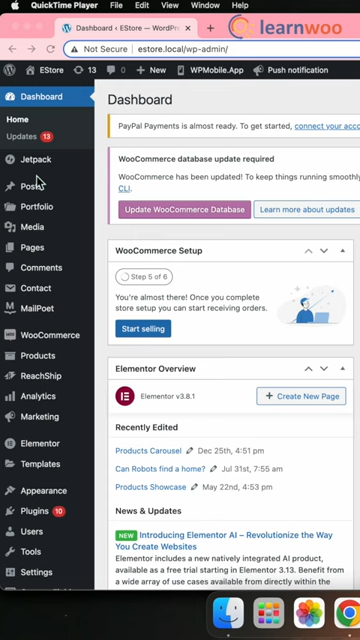 QuickTime Player File Edit View Window Help
learnwoo
Dashboard ‹ EStore — WordPr
Not Secure | estore.local/wp-admin/
EStore 13 0 New WPMobile.App Push notification
Dashboard
Home
Updates 13
Jetpack
Posts
Portfolio
Media
Pages
Comments
Contact
MailPoet
WooCommerce
Products
ReachShip
Analytics
Marketing
Elementor
Templates
Appearance
Plugins 10
Users
Tools
Settings
Dashboard
PayPal Payments is almost ready. To get started, connect your acco
WooCommerce database update required
WooCommerce has been updated! To keep things running smoothly
CLI.
Update WooCommerce Database
Learn more about updates
WooCommerce Setup
Step 5 of 6
You're almost there! Once you complete
store setup you can start receiving orders.
Start selling
Elementor Overview
Elementor v3.8.1
+ Create New Page
Recently Edited
Products Carousel Dec 25th, 4:51 pm
Can Robots find a home? Jul 31st, 7:55 am
Products Showcase May 22nd, 4:53 pm
News & Updates
NEW Introducing Elementor AI – Revolutionize the Way
You Create Websites
Elementor includes a new natively integrated AI product,
available as a free trial starting in Elementor 3.13. Benefit from
a wide array of use cases available from directly within the